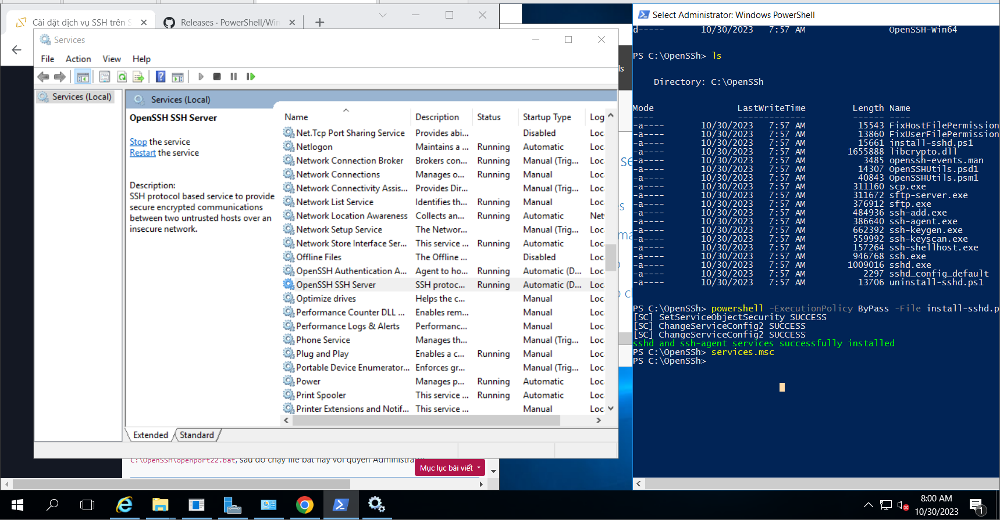 Cài đặt dịch vụ SSH trên S
Releases · PowerShell/Win
Services
File Action View Help
Services (Local)
Services (Local)
OpenSSH SSH Server
Stop the service
Restart the service
Description:
SSH protocol based service to provide
secure encrypted communications
between two untrusted hosts over an
insecure network.
Name Description Status Startup Type Log
Net.Tcp Port Sharing Service Provides abi... Disabled Loc
Netlogon Maintains a ... Running Automatic Loc
Network Connection Broker Brokers con... Running Manual (Trig... Loc
Network Connections Manages o... Running Manual Loc
Network Connectivity Assis... Provides Dir... Manual (Trig... Loc
Network List Service Identifies th... Running Manual Loc
Network Location Awareness Collects an... Running Automatic Net
Network Setup Service The Networ... Manual (Trig... Loc
Network Store Interface Ser... This service ... Running Automatic Loc
Offline Files The Offline ... Disabled Loc
OpenSSH Authentication A... Agent to ho... Running Automatic (D... Loc
OpenSSH SSH Server SSH protoc... Running Automatic (D... Loc
Optimize drives Helps the c... Manual Loc
Performance Counter DLL ... Enables rem... Manual Loc
Performance Logs & Alerts Performanc... Manual Loc
Phone Service Manages th... Manual (Trig... Loc
Plug and Play Enables a c... Running Manual Loc
Portable Device Enumerator... Enforces gr... Manual (Trig... Loc
Power Manages p... Running Automatic Loc
Print Spooler This service ... Running Automatic Loc
Printer Extensions and Notif... This service ... Manual Loc
Extended Standard
C:\OpenSSH\openport22.bat, sau đó chạy file bat này với quyền Administra
Mục lục bài viết
Select Administrator: Windows PowerShell
d----- 10/30/2023 7:57 AM OpenSSH-Win64
PS C:\OpenSSh> ls
Directory: C:\OpenSSh
Mode LastWriteTime Length Name
---- ------------- ------ ----
-a---- 10/30/2023 7:57 AM 15543 FixHostFilePermission
-a---- 10/30/2023 7:57 AM 13860 FixUserFilePermission
-a---- 10/30/2023 7:57 AM 15661 install-sshd.ps1
-a---- 10/30/2023 7:57 AM 1655888 libcrypto.dll
-a---- 10/30/2023 7:57 AM 3485 openssh-events.man
-a---- 10/30/2023 7:57 AM 14307 OpenSSHUtils.psd1
-a---- 10/30/2023 7:57 AM 40843 OpenSSHUtils.psm1
-a---- 10/30/2023 7:57 AM 311160 scp.exe
-a---- 10/30/2023 7:57 AM 311672 sftp-server.exe
-a---- 10/30/2023 7:57 AM 376912 sftp.exe
-a---- 10/30/2023 7:57 AM 484936 ssh-add.exe
-a---- 10/30/2023 7:57 AM 386640 ssh-agent.exe
-a---- 10/30/2023 7:57 AM 662392 ssh-keygen.exe
-a---- 10/30/2023 7:57 AM 559992 ssh-keyscan.exe
-a---- 10/30/2023 7:57 AM 157264 ssh-shellhost.exe
-a---- 10/30/2023 7:57 AM 946768 ssh.exe
-a---- 10/30/2023 7:57 AM 1009016 sshd.exe
-a---- 10/30/2023 7:57 AM 2297 sshd_config_default
-a---- 10/30/2023 7:57 AM 13706 uninstall-sshd.ps1
PS C:\OpenSSh> powershell -ExecutionPolicy ByPass -File install-sshd.p
[SC] SetServiceObjectSecurity SUCCESS
[SC] ChangeServiceConfig2 SUCCESS
[SC] ChangeServiceConfig2 SUCCESS
sshd and ssh-agent services successfully installed
PS C:\OpenSSh> services.msc
PS C:\OpenSSh>
8:00 AM
10/30/2023
1